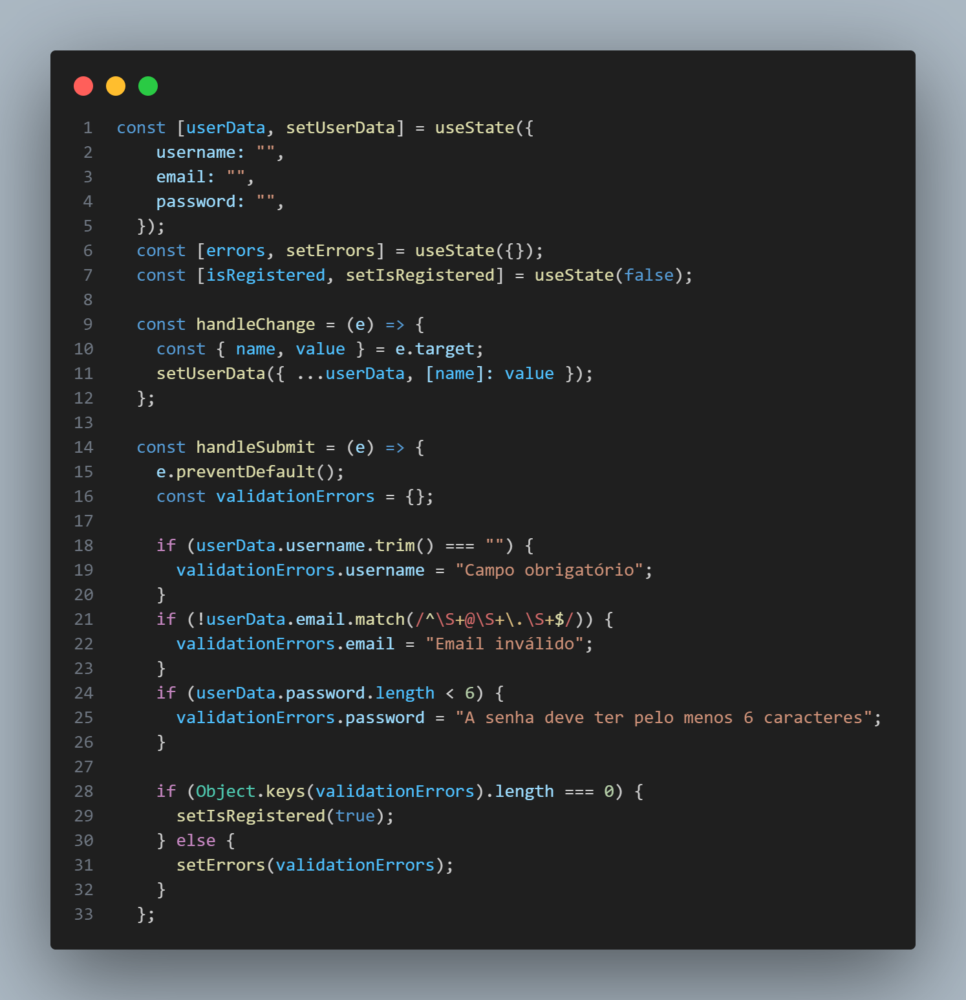 1 const [userData, setUserData] = useState({
2     username: "",
3     email: "",
4     password: "",
5   });
6   const [errors, setErrors] = useState({});
7   const [isRegistered, setIsRegistered] = useState(false);
8
9   const handleChange = (e) => {
10     const { name, value } = e.target;
11     setUserData({ ...userData, [name]: value });
12   };
13
14   const handleSubmit = (e) => {
15     e.preventDefault();
16     const validationErrors = {};
17
18     if (userData.username.trim() === "") {
19       validationErrors.username = "Campo obrigatório";
20     }
21     if (!userData.email.match(/^\S+@\S+\.\S+$/)) {
22       validationErrors.email = "Email inválido";
23     }
24     if (userData.password.length < 6) {
25       validationErrors.password = "A senha deve ter pelo menos 6 caracteres";
26     }
27
28     if (Object.keys(validationErrors).length === 0) {
29       setIsRegistered(true);
30     } else {
31       setErrors(validationErrors);
32     }
33   };